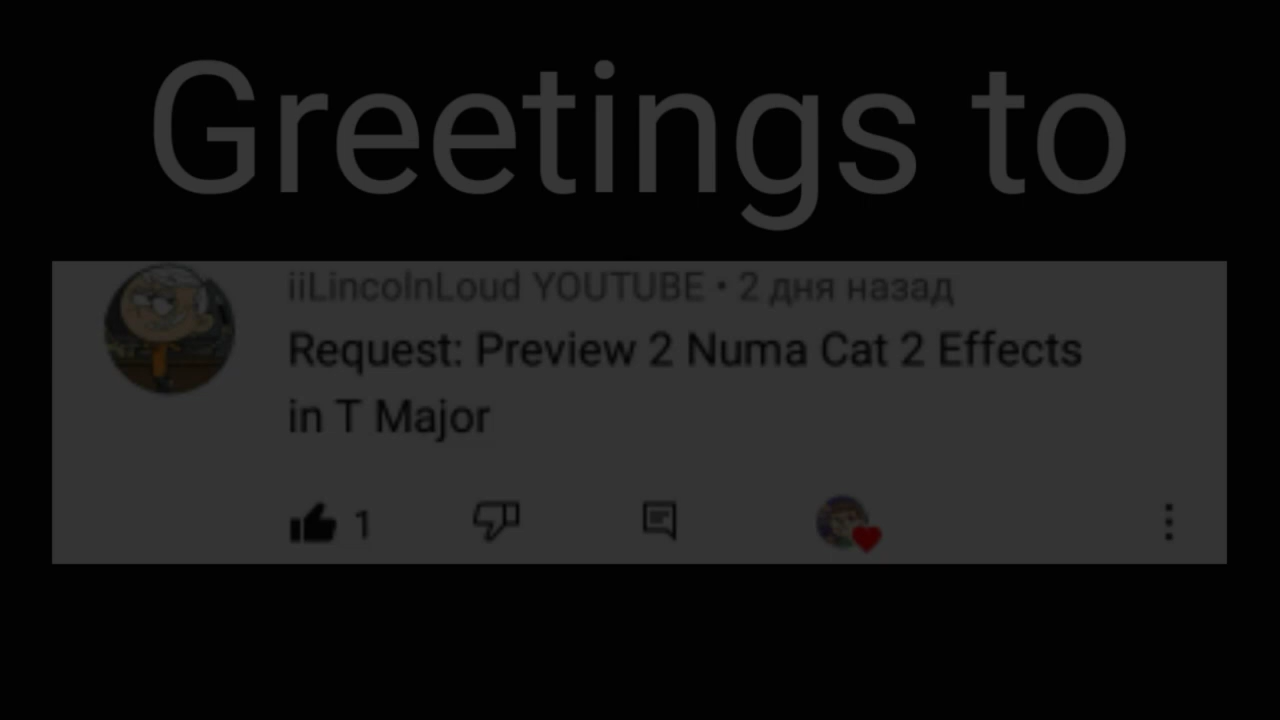 Greetings to
iiLincolnLoud YOUTUBE • 2 дня назад
Request: Preview 2 Numa Cat 2 Effects
in T Major
1